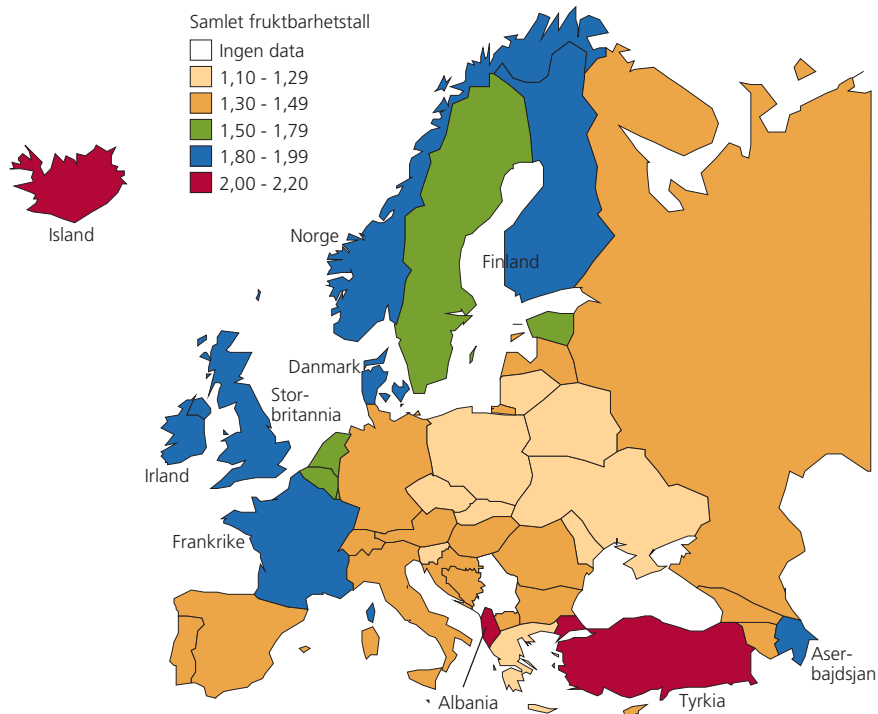 Samlet fruktbarhetstall
Ingen data
1,10 - 1,29
1,30 - 1,49
1,50 - 1,79
1,80 - 1,99
2,00 - 2,20
Island
Norge
Finland
Danmark
Stor-
britannia
Irland
Frankrike
Albania
Tyrkia
Aser-
bajdsjan